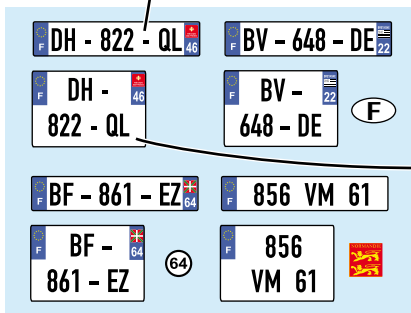 F DH - 822 - QL 46
F BV - 648 - DE 22
F DH - 46
822 - QL
F BV - 22
648 - DE
F
F BF - 861 - EZ 64
F 856 VM 61
F BF - 64
861 - EZ
64
F 856
VM 61
NORMANDIE